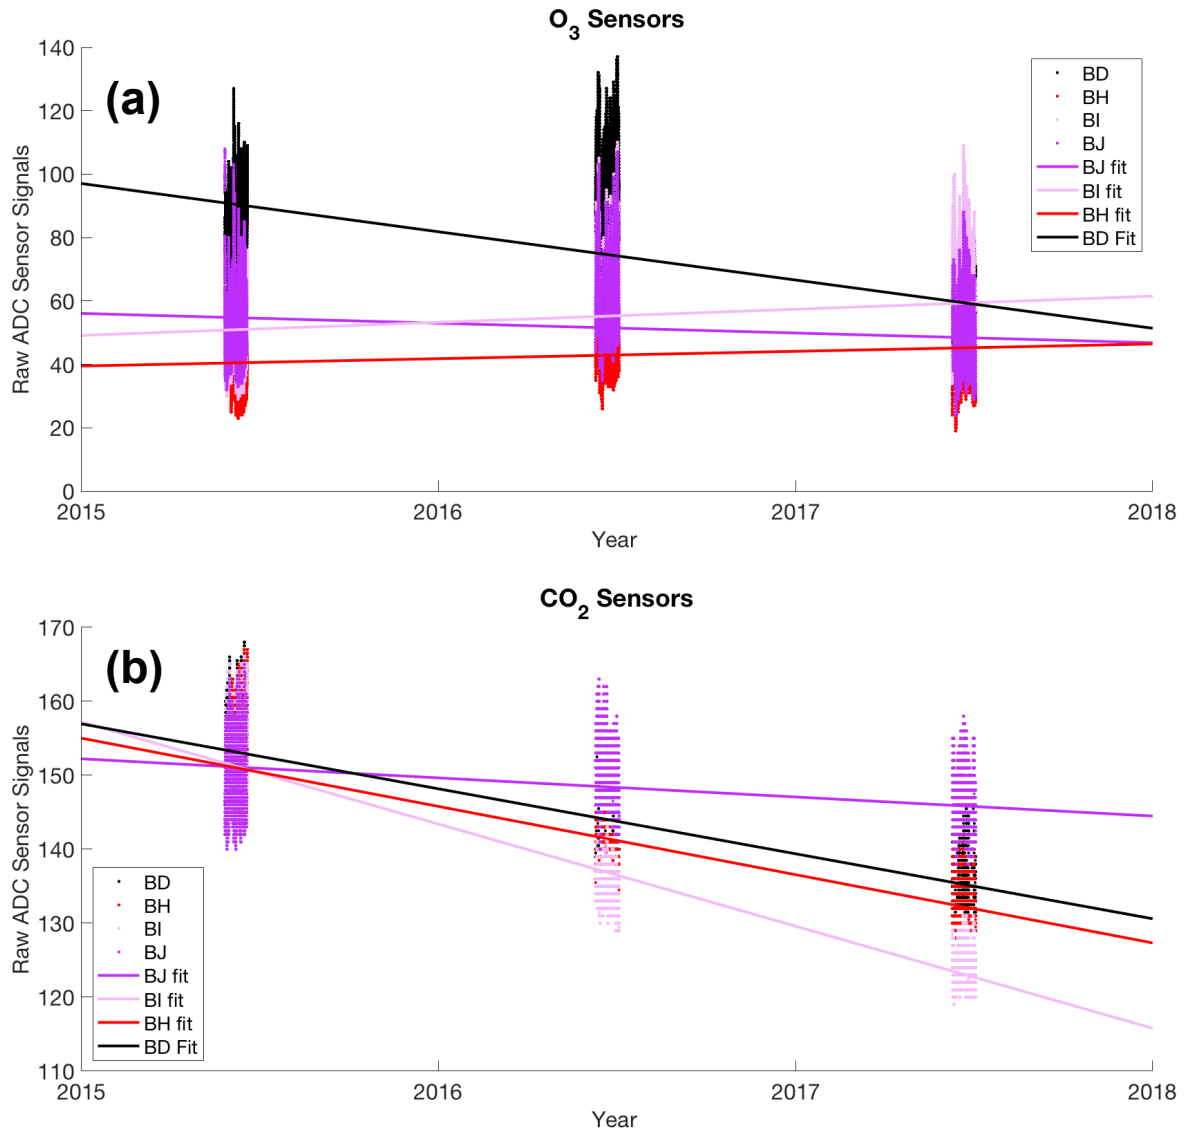 O3 Sensors
(a)
Raw ADC Sensor Signals
140
120
100
80
60
40
20
0
2015
2016
2017
2018
Year
BD
BH
BI
BJ
BJ fit
BI fit
BH fit
BD Fit
CO2 Sensors
(b)
Raw ADC Sensor Signals
170
160
150
140
130
120
110
2015
2016
2017
2018
Year
BD
BH
BI
BJ
BJ fit
BI fit
BH fit
BD Fit